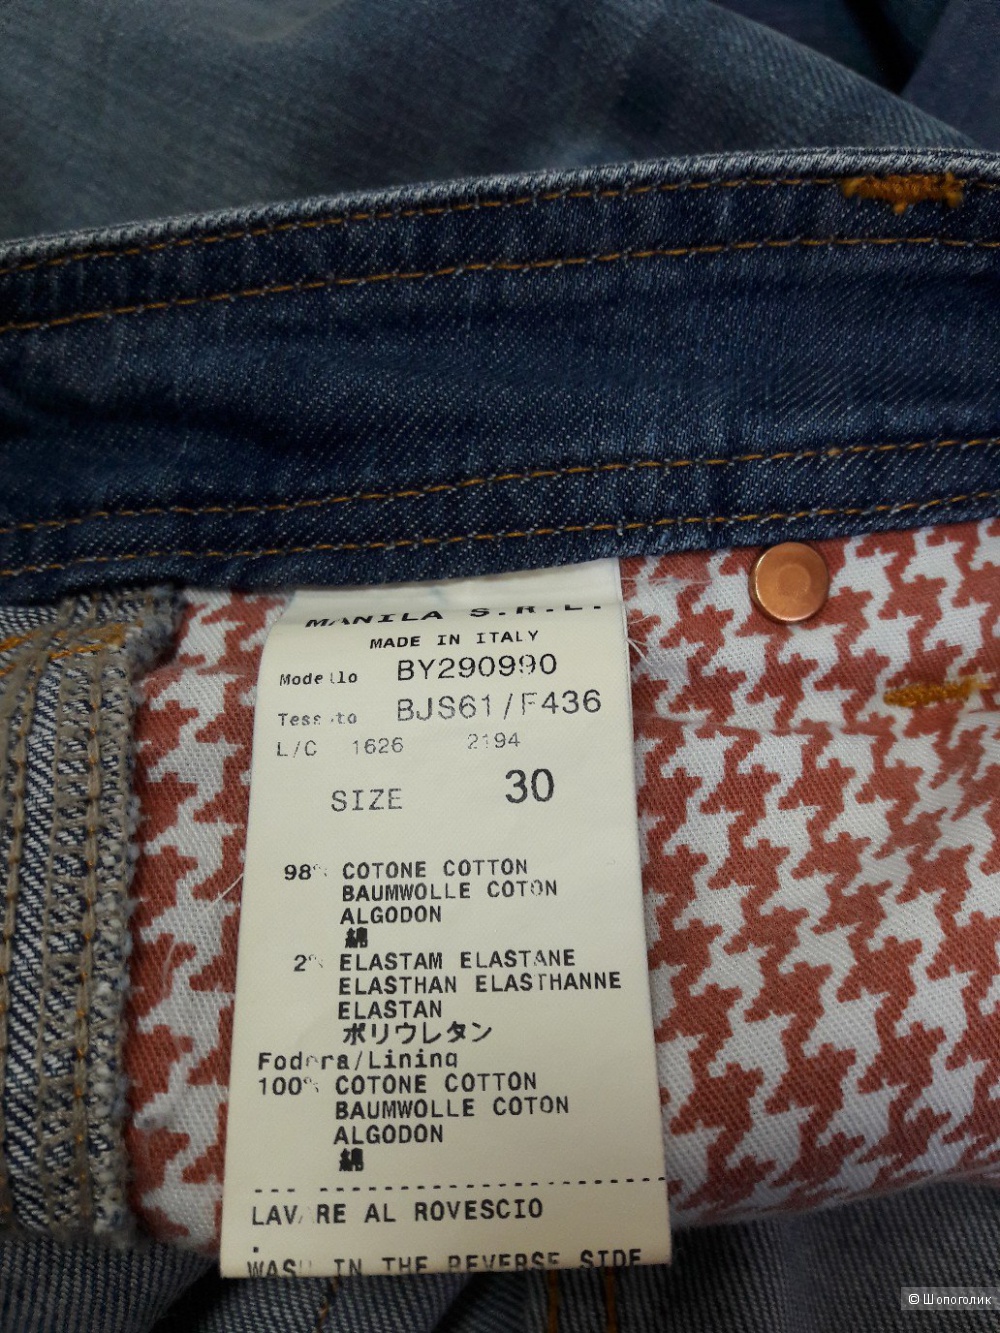 MANILA S.R.L.
MADE IN ITALY
Modello BY290990
Tessuto BJS61/F436
L/C 1626 2194
SIZE 30
98% COTONE COTTON
BAUMWOLLE COTON
ALGODON
綿
2% ELASTAM ELASTANE
ELASTHAN ELASTHANNE
ELASTAN
ポリウレタン
Fodera/Lining
100% COTONE COTTON
BAUMWOLLE COTON
ALGODON
綿
LAVARE AL ROVESCIO
WASH IN THE REVERSE SIDE
© Шопоголик